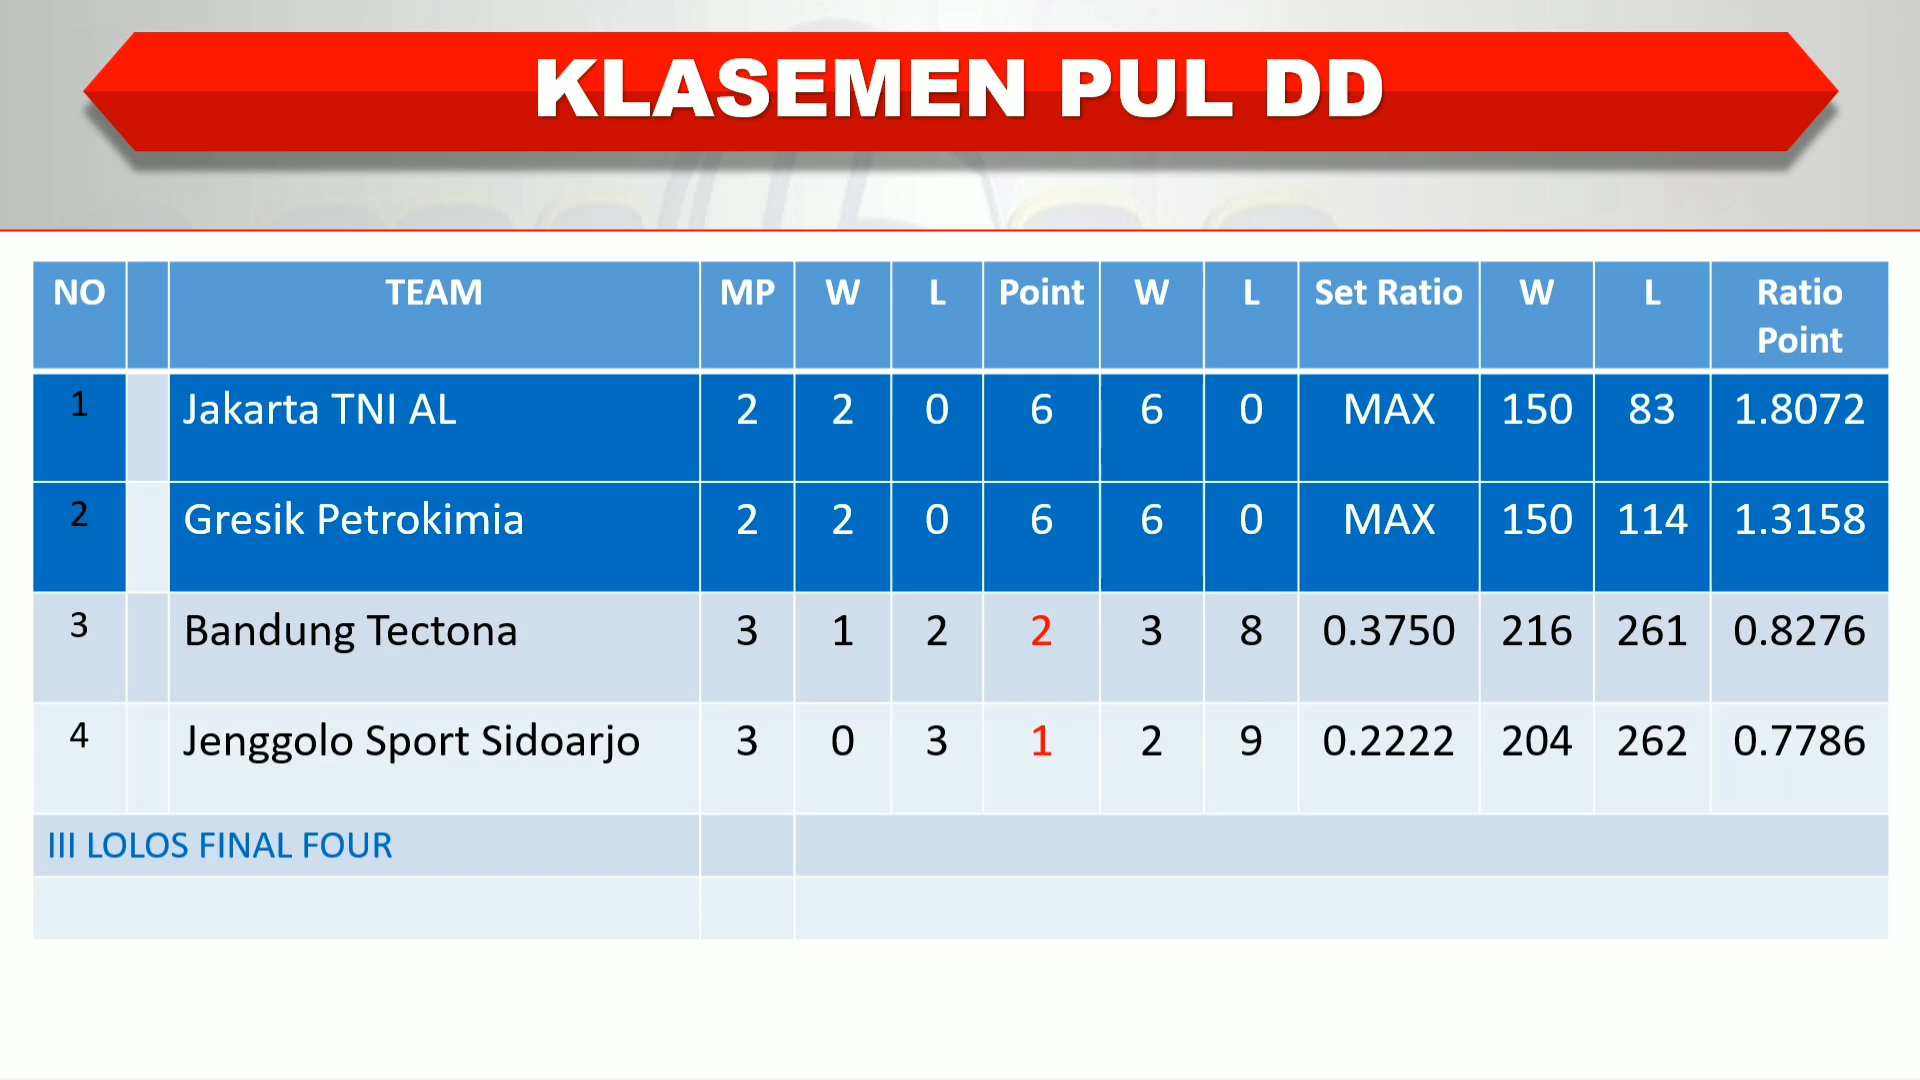 KLASEMEN PUL DD
NO TEAM MP W L Point W L Set Ratio W L Ratio Point
1 Jakarta TNI AL 2 2 0 6 6 0 MAX 150 83 1.8072
2 Gresik Petrokimia 2 2 0 6 6 0 MAX 150 114 1.3158
3 Bandung Tectona 3 1 2 2 3 8 0.3750 216 261 0.8276
4 Jenggolo Sport Sidoarjo 3 0 3 1 2 9 0.2222 204 262 0.7786
III LOLOS FINAL FOUR